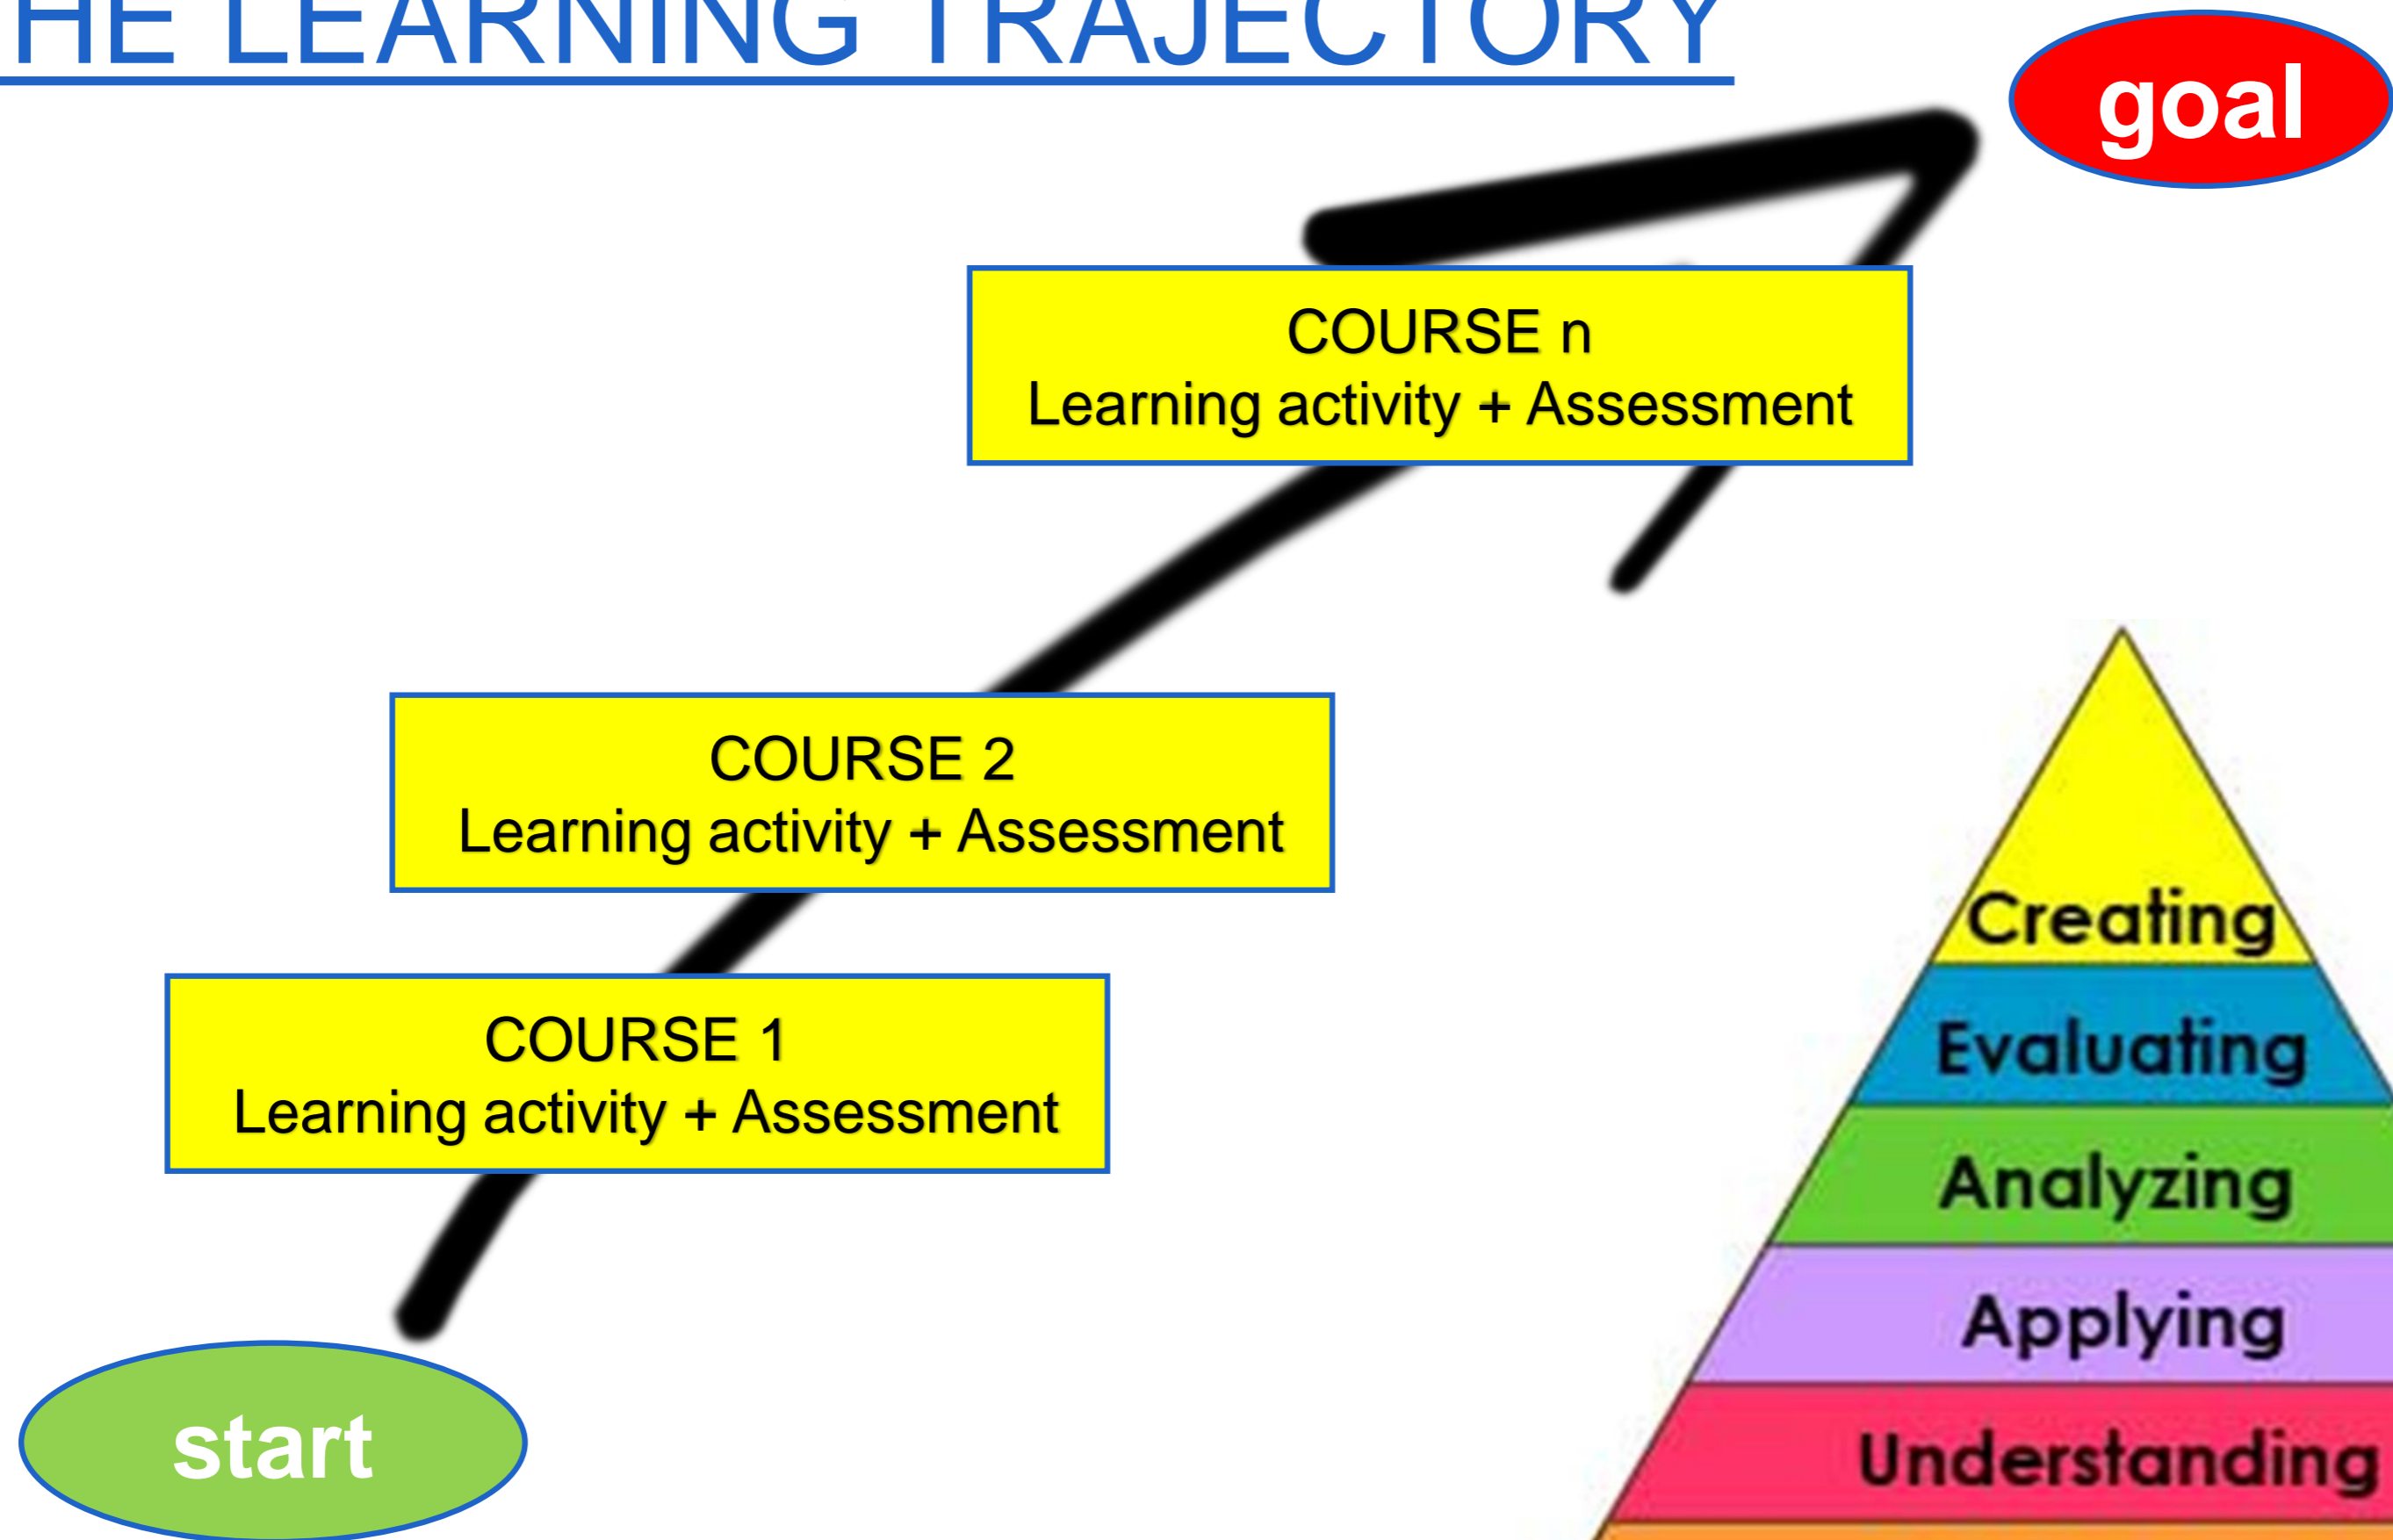 HE LEARNING TRAJECTORY
goal
COURSE n
Learning activity + Assessment
COURSE 2
Learning activity + Assessment
COURSE 1
Learning activity + Assessment
start
Creating
Evaluating
Analyzing
Applying
Understanding